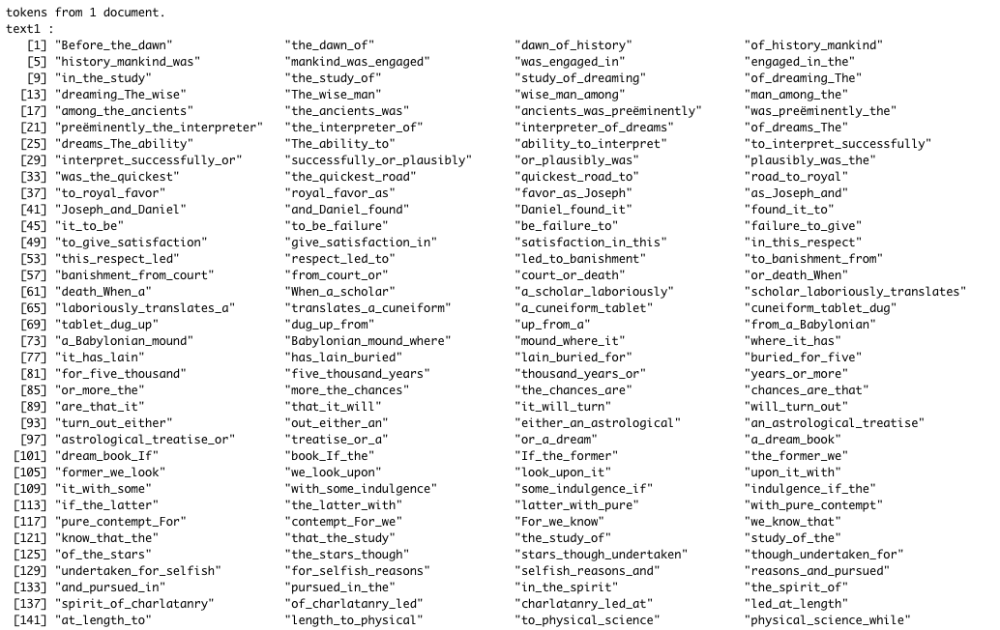 tokens from 1 document.
text1 :
[1] "Before_the_dawn" "the_dawn_of" "dawn_of_history" "of_history_mankind"
[5] "history_mankind_was" "mankind_was_engaged" "was_engaged_in" "engaged_in_the"
[9] "in_the_study" "the_study_of" "study_of_dreaming" "of_dreaming_The"
[13] "dreaming_The_wise" "The_wise_man" "wise_man_among" "man_among_the"
[17] "among_the_ancients" "the_ancients_was" "ancients_was_preëminently" "was_preëminently_the"
[21] "preëminently_the_interpreter" "the_interpreter_of" "interpreter_of_dreams" "of_dreams_The"
[25] "dreams_The_ability" "The_ability_to" "ability_to_interpret" "to_interpret_successfully"
[29] "interpret_successfully_or" "successfully_or_plausibly" "or_plausibly_was" "plausibly_was_the"
[33] "was_the_quickest" "the_quickest_road" "quickest_road_to" "road_to_royal"
[37] "to_royal_favor" "royal_favor_as" "favor_as_Joseph" "as_Joseph_and"
[41] "Joseph_and_Daniel" "and_Daniel_found" "Daniel_found_it" "found_it_to"
[45] "it_to_be" "to_be_failure" "be_failure_to" "failure_to_give"
[49] "to_give_satisfaction" "give_satisfaction_in" "satisfaction_in_this" "in_this_respect"
[53] "this_respect_led" "respect_led_to" "led_to_banishment" "to_banishment_from"
[57] "banishment_from_court" "from_court_or" "court_or_death" "or_death_When"
[61] "death_When_a" "When_a_scholar" "a_scholar_laboriously" "scholar_laboriously_translates"
[65] "laboriously_translates_a" "translates_a_cuneiform" "a_cuneiform_tablet" "cuneiform_tablet_dug"
[69] "tablet_dug_up" "dug_up_from" "up_from_a" "from_a_Babylonian"
[73] "a_Babylonian_mound" "Babylonian_mound_where" "mound_where_it" "where_it_has"
[77] "it_has_lain" "has_lain_buried" "lain_buried_for" "buried_for_five"
[81] "for_five_thousand" "five_thousand_years" "thousand_years_or" "years_or_more"
[85] "or_more_the" "more_the_chances" "the_chances_are" "chances_are_that"
[89] "are_that_it" "that_it_will" "it_will_turn" "will_turn_out"
[93] "turn_out_either" "out_either_an" "either_an_astrological" "an_astrological_treatise"
[97] "astrological_treatise_or" "treatise_or_a" "or_a_dream" "a_dream_book"
[101] "dream_book_If" "book_If_the" "If_the_former" "the_former_we"
[105] "former_we_look" "we_look_upon" "look_upon_it" "upon_it_with"
[109] "it_with_some" "with_some_indulgence" "some_indulgence_if" "indulgence_if_the"
[113] "if_the_latter" "the_latter_with" "latter_with_pure" "with_pure_contempt"
[117] "pure_contempt_For" "contempt_For_we" "For_we_know" "we_know_that"
[121] "know_that_the" "that_the_study" "the_study_of" "study_of_the"
[125] "of_the_stars" "the_stars_though" "stars_though_undertaken" "though_undertaken_for"
[129] "undertaken_for_selfish" "for_selfish_reasons" "selfish_reasons_and" "reasons_and_pursued"
[133] "and_pursued_in" "pursued_in_the" "in_the_spirit" "the_spirit_of"
[137] "spirit_of_charlatanry" "of_charlatanry_led" "charlatanry_led_at" "led_at_length"
[141] "at_length_to" "length_to_physical" "to_physical_science" "physical_science_while"